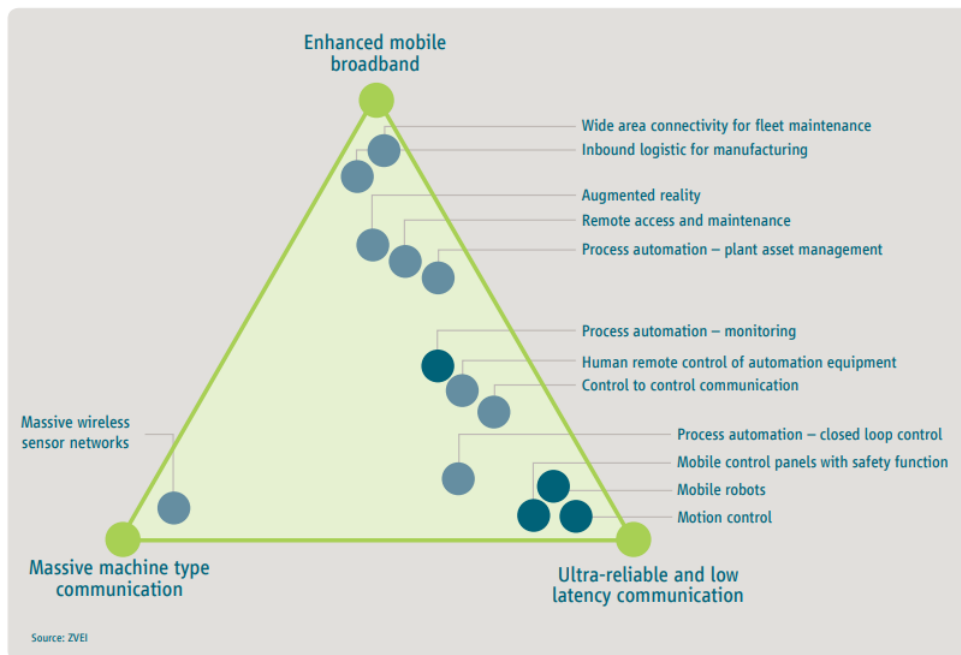 Enhanced mobile
broadband
Wide area connectivity for fleet maintenance
Inbound logistic for manufacturing
Augmented reality
Remote access and maintenance
Process automation – plant asset management
Process automation – monitoring
Human remote control of automation equipment
Control to control communication
Massive wireless
sensor networks
Process automation – closed loop control
Mobile control panels with safety function
Mobile robots
Motion control
Massive machine type
communication
Ultra-reliable and low
latency communication
Source: ZVEI